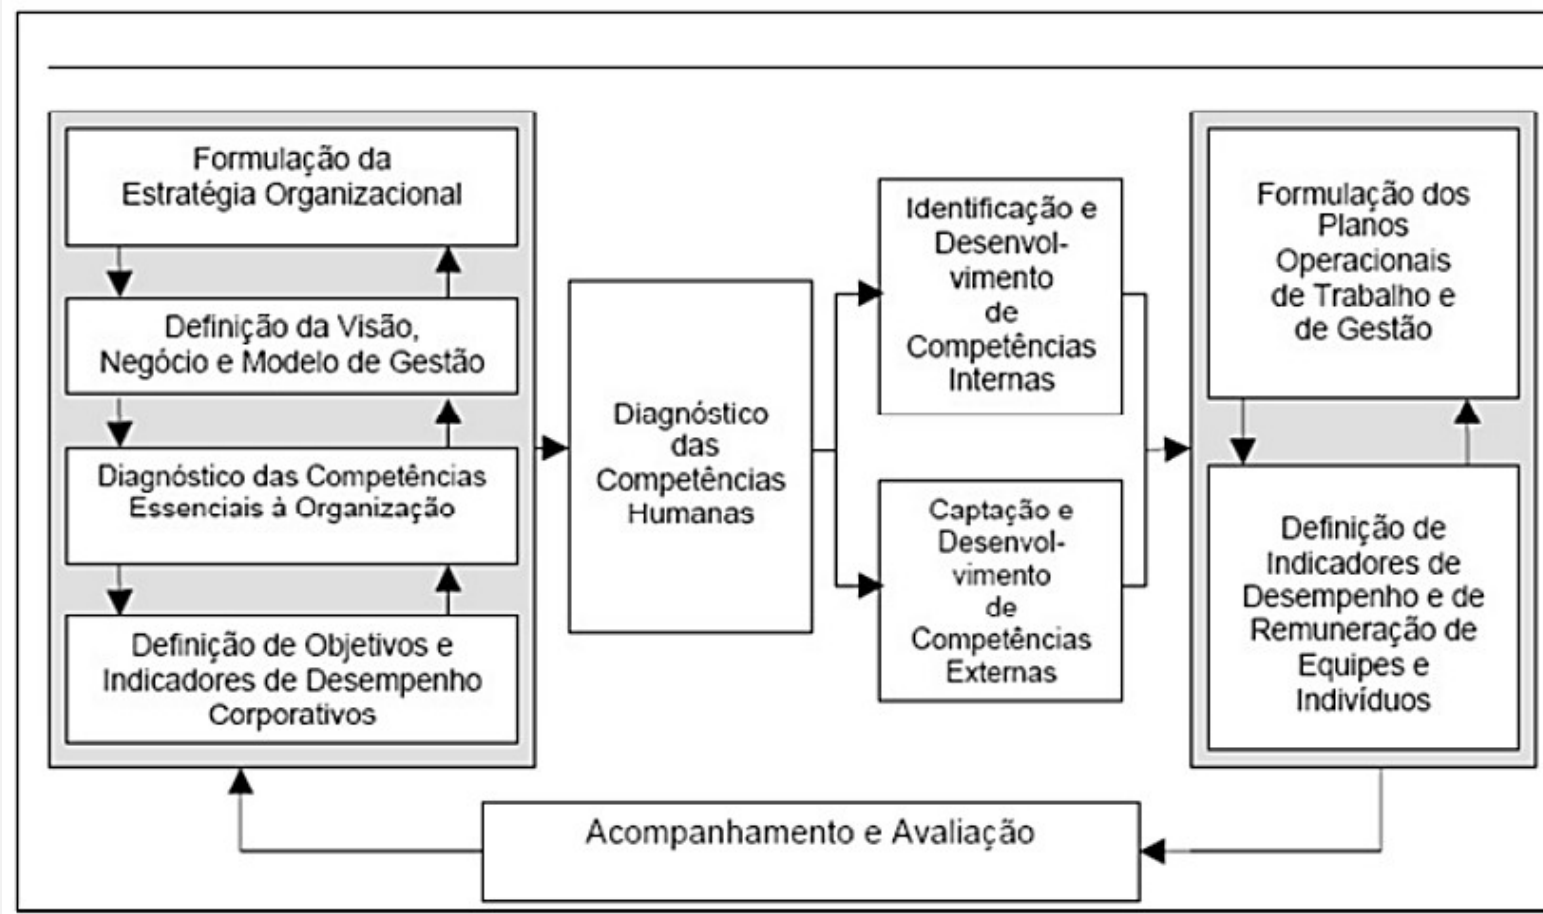 Formulação da
Estratégia Organizacional
Definição da Visão,
Negócio e Modelo de Gestão
Diagnóstico das Competências
Essenciais à Organização
Definição de Objetivos e
Indicadores de Desempenho
Corporativos
Diagnóstico
das
Competências
Humanas
Identificação e
Desenvol-
vimento
de
Competências
Internas
Captação e
Desenvol-
vimento
de
Competências
Externas
Formulação dos
Planos
Operacionais
de Trabalho e
de Gestão
Definição de
Indicadores de
Desempenho e de
Remuneração de
Equipes e
Indivíduos
Acompanhamento e Avaliação